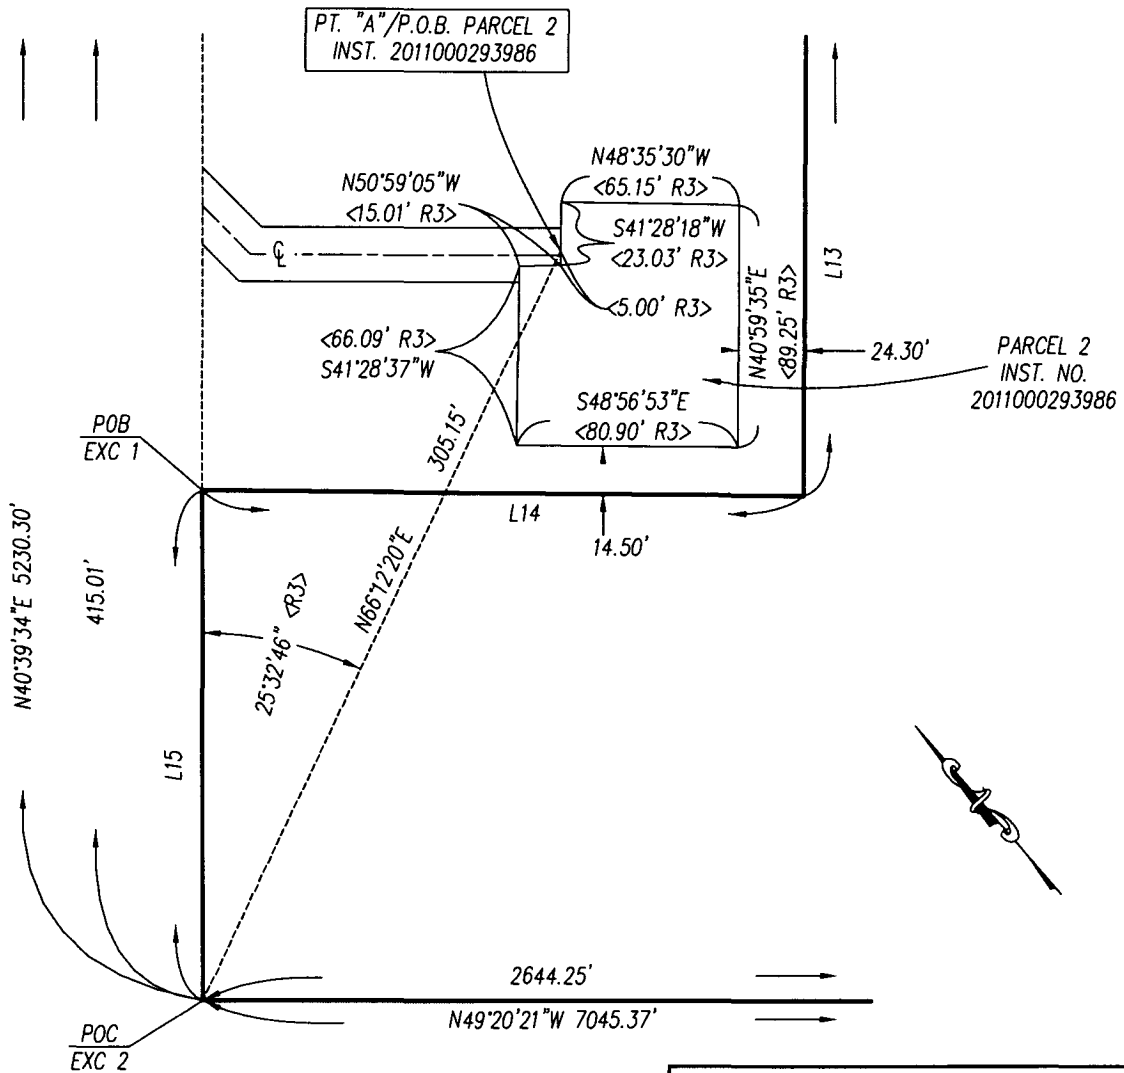 PT. "A"/P.O.B. PARCEL 2
INST. 2011000293986
N48°35'30"W
<65.15' R3>
N50°59'05"W
<15.01' R3>
S41°28'18"W
<23.03' R3>
℄
<5.00' R3>
N40°59'35"E
<89.25' R3>
L13
<66.09' R3>
S41°28'37"W
24.30'
PARCEL 2
INST. NO.
2011000293986
S48°56'53"E
<80.90' R3>
POB
EXC 1
305.15'
L14
14.50'
N66°12'20"E
N40°39'34"E 5230.30'
415.01'
25°32'46" <R3>
L15
2644.25'
N49°20'21"W 7045.37'
POC
EXC 2